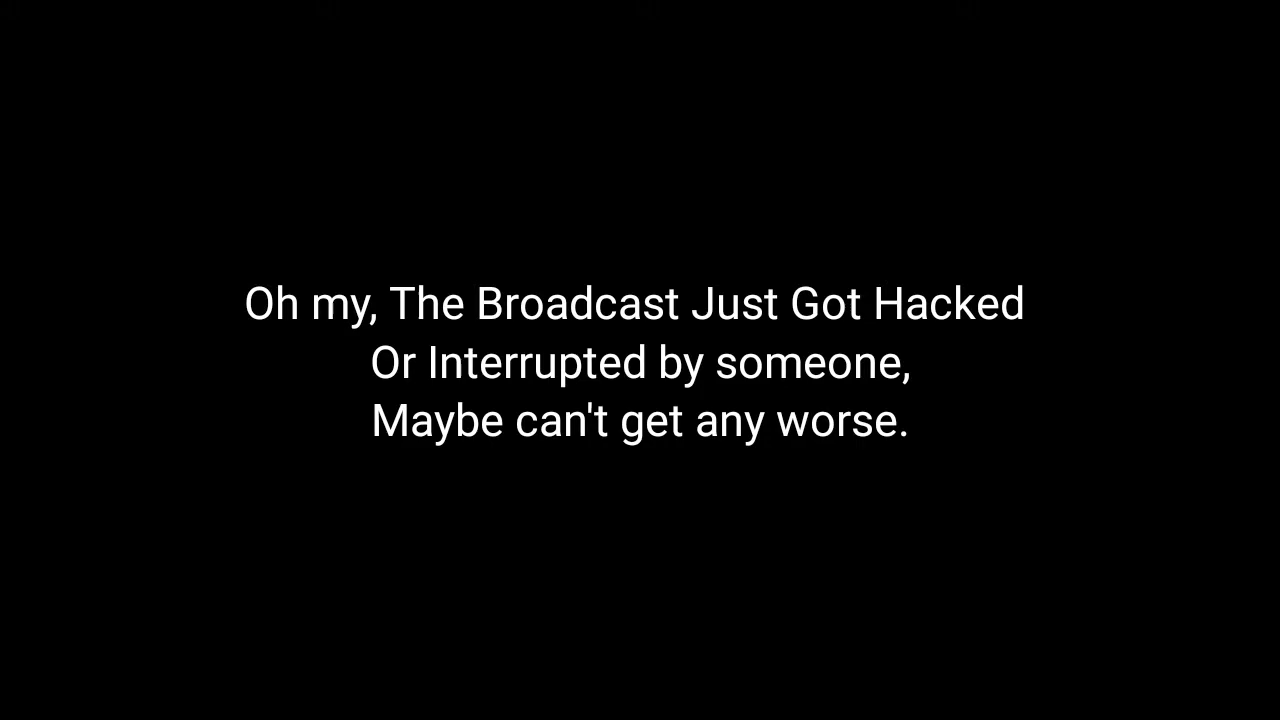 Oh my, The Broadcast Just Got Hacked
Or Interrupted by someone,
Maybe can't get any worse.